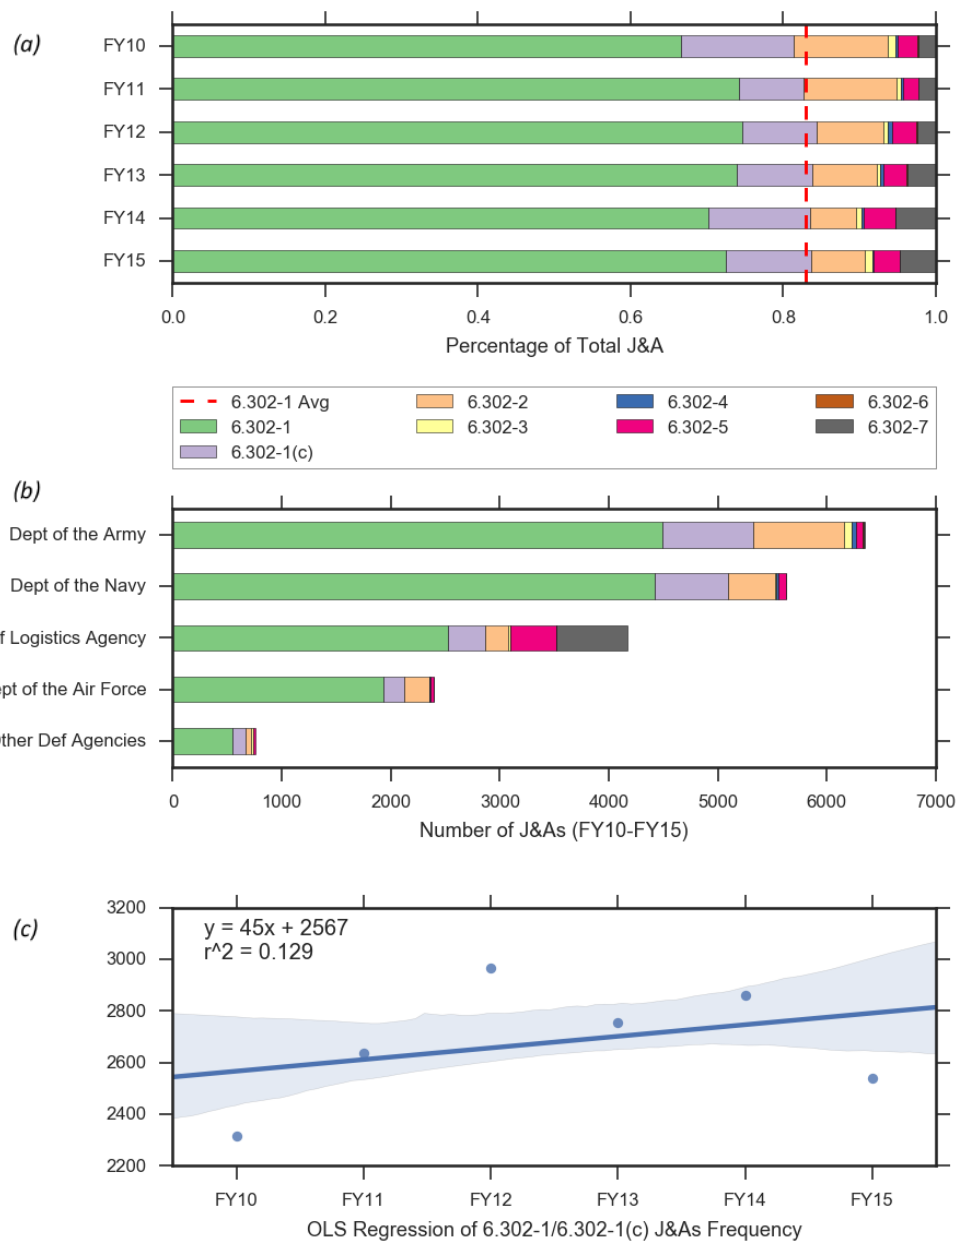 (a)
FY10
FY11
FY12
FY13
FY14
FY15
0.0 0.2 0.4 0.6 0.8 1.0
Percentage of Total J&A
6.302-1 Avg 6.302-2 6.302-4 6.302-6
6.302-1 6.302-3 6.302-5 6.302-7
6.302-1(c)
(b)
Dept of the Army
Dept of the Navy
f Logistics Agency
ept of the Air Force
ther Def Agencies
0 1000 2000 3000 4000 5000 6000 7000
Number of J&As (FY10-FY15)
(c)
3200
y = 45x + 2567
r^2 = 0.129
3000
2800
2600
2400
2200
FY10 FY11 FY12 FY13 FY14 FY15
OLS Regression of 6.302-1/6.302-1(c) J&As Frequency